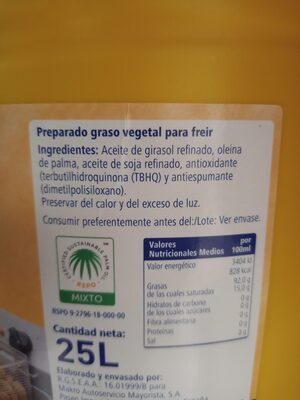 Preparado graso vegetal para freir
Ingredientes: Aceite de girasol refinado, oleína
de palma, aceite de soja refinado, antioxidante
(terbutilhidroquinona (TBHQ) y antiespumante
(dimetilpolisiloxano).
Preservar del calor y del exceso de luz.
Consumir preferentemente antes del:/Lote: Ver envase.
CERTIFIED SUSTAINABLE PALM OIL
RSPO
MIXTO
RSPO 9-2796-18-000-00
Cantidad neta:
25L
Valores Nutricionales Medios por 100ml
Valor energético 3404 kJ
828 kcal
Grasas 92,0 g
de las cuales saturadas 15,0 g
Hidratos de carbono 0 g
de los cuales azúcares 0 g
Fibra alimentaria 0 g
Proteínas 0 g
Sal 0 g
Elaborado y envasado por:
R.G.S.E.A.A.: 16.01999/B para
Makro Autoservicio Mayorista, S.A.